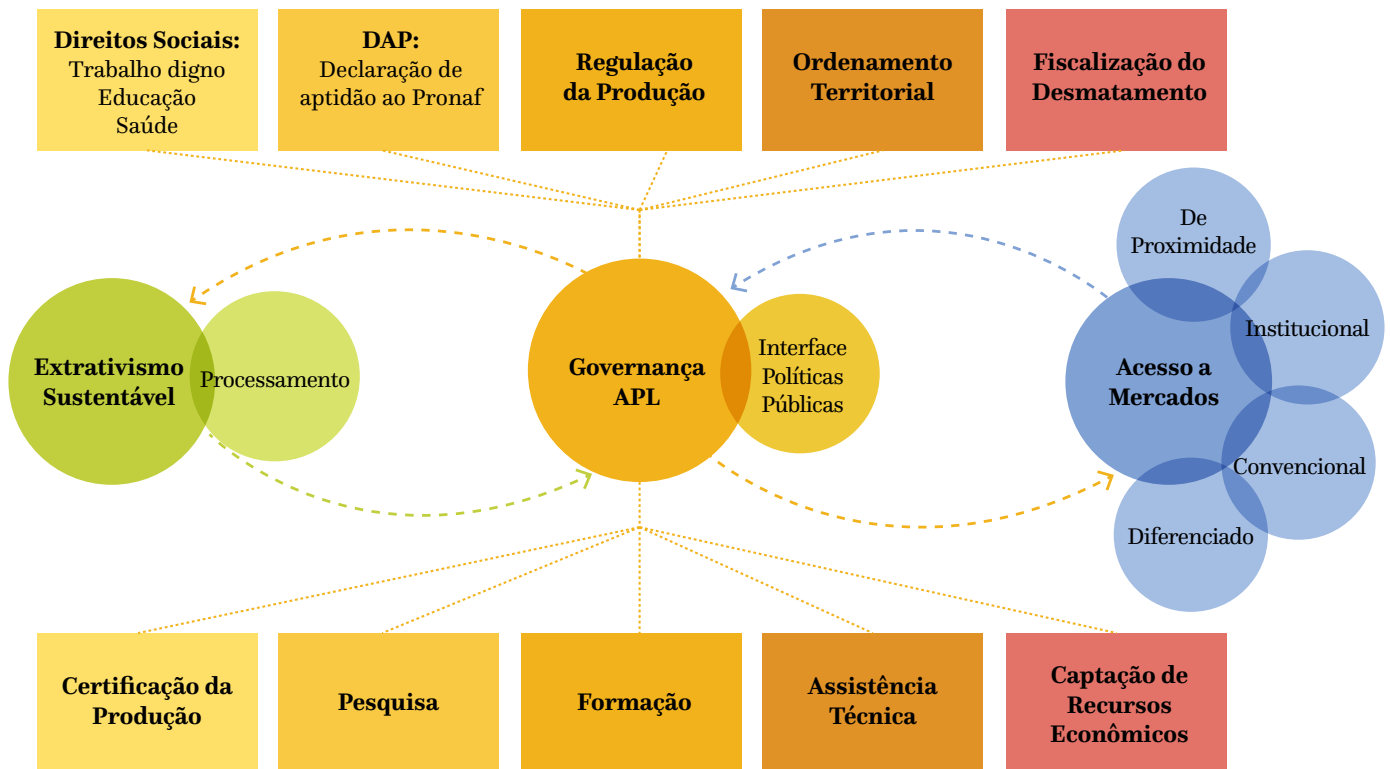 Direitos Sociais:
Trabalho digno
Educação
Saúde
DAP:
Declaração de
aptidão ao Pronaf
Regulação
da Produção
Ordenamento
Territorial
Fiscalização do
Desmatamento
Extrativismo
Sustentável
Processamento
Governança
APL
Interface
Políticas
Públicas
Acesso a
Mercados
De
Proximidade
Institucional
Convencional
Diferenciado
Certificação da
Produção
Pesquisa
Formação
Assistência
Técnica
Captação de
Recursos
Econômicos